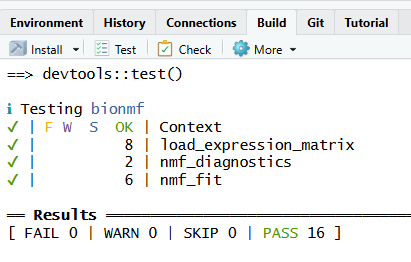 Environment History Connections Build Git Tutorial
Install Test Check More
==> devtools::test()
ℹ Testing bionmf
✔ | F W S OK | Context
✔ | 8 | load_expression_matrix
✔ | 2 | nmf_diagnostics
✔ | 6 | nmf_fit
══ Results ═════════════════════════════════
[ FAIL 0 | WARN 0 | SKIP 0 | PASS 16 ]